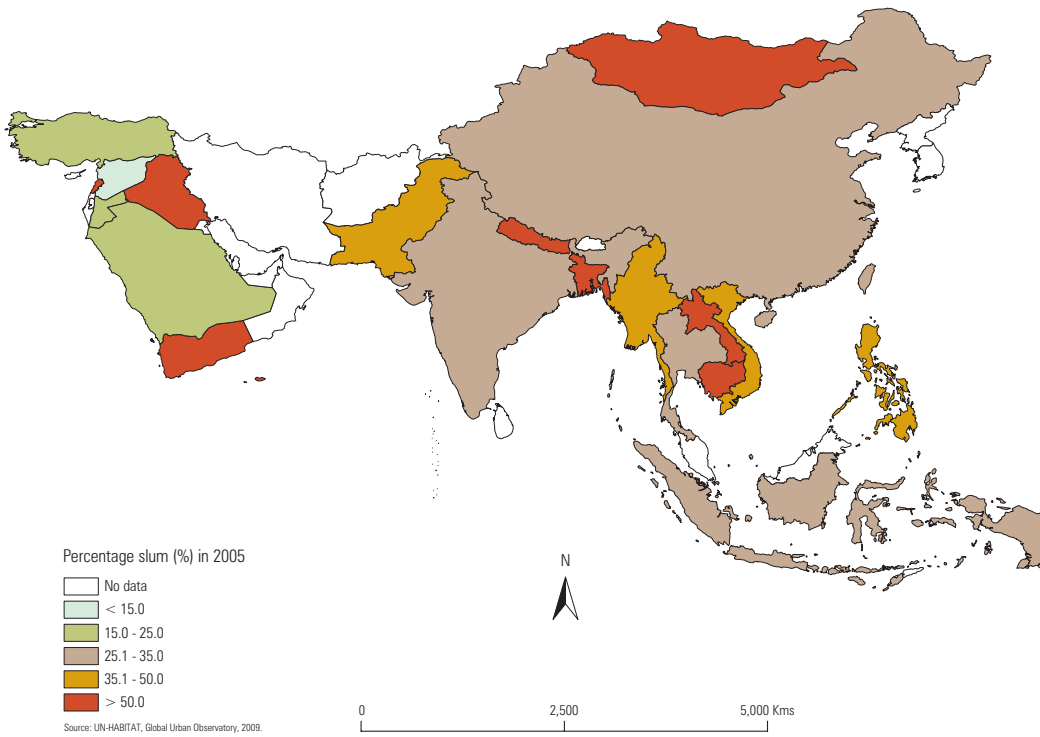 N
Percentage slum (%) in 2005
No data
< 15.0
15.0 - 25.0
25.1 - 35.0
35.1 - 50.0
> 50.0
Source: UN-HABITAT, Global Urban Observatory, 2009.
0 2,500 5,000 Kms